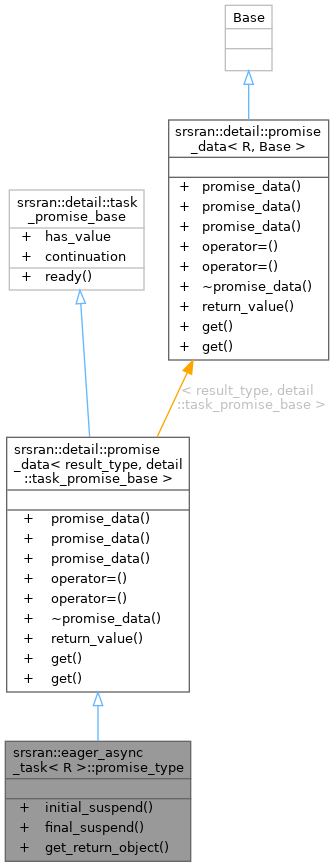 Base
srsran::detail::promise
_data< R, Base >
+ promise_data()
+ promise_data()
+ promise_data()
+ operator=()
+ operator=()
+ ~promise_data()
+ return_value()
+ get()
+ get()
srsran::detail::task
_promise_base
+ has_value
+ continuation
+ ready()
< result_type, detail
::task_promise_base >
srsran::detail::promise
_data< result_type, detail
::task_promise_base >
+ promise_data()
+ promise_data()
+ promise_data()
+ operator=()
+ operator=()
+ ~promise_data()
+ return_value()
+ get()
+ get()
srsran::eager_async
_task< R >::promise_type
+ initial_suspend()
+ final_suspend()
+ get_return_object()